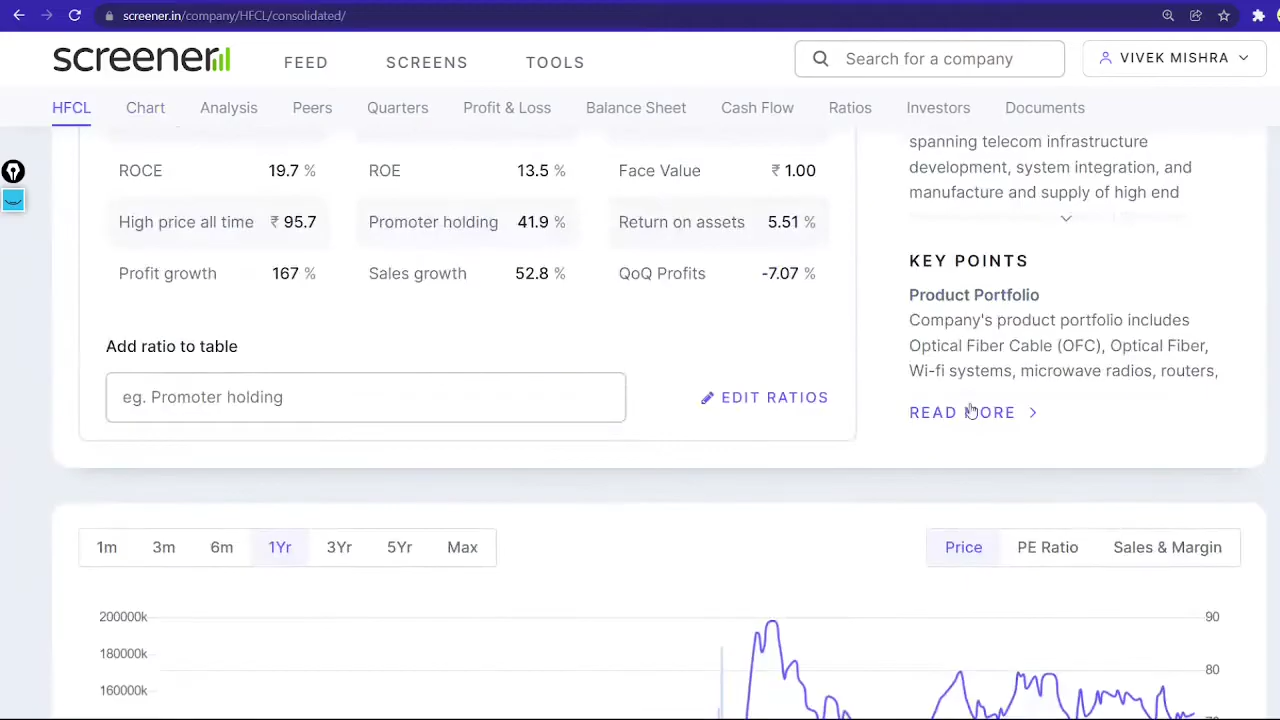 screener.in/company/HFCL/consolidated/
screener
FEED SCREENS TOOLS
Search for a company
VIVEK MISHRA
HFCL Chart Analysis Peers Quarters Profit & Loss Balance Sheet Cash Flow Ratios Investors Documents
ROCE 19.7 % ROE 13.5 % Face Value ₹ 1.00
High price all time ₹ 95.7 Promoter holding 41.9 % Return on assets 5.51 %
Profit growth 167 % Sales growth 52.8 % QoQ Profits -7.07 %
Add ratio to table
eg. Promoter holding
EDIT RATIOS
spanning telecom infrastructure
development, system integration, and
manufacture and supply of high end
KEY POINTS
Product Portfolio
Company's product portfolio includes
Optical Fiber Cable (OFC), Optical Fiber,
Wi-fi systems, microwave radios, routers,
READ MORE
1m 3m 6m 1Yr 3Yr 5Yr Max
Price PE Ratio Sales & Margin
200000k 90
180000k
80
160000k